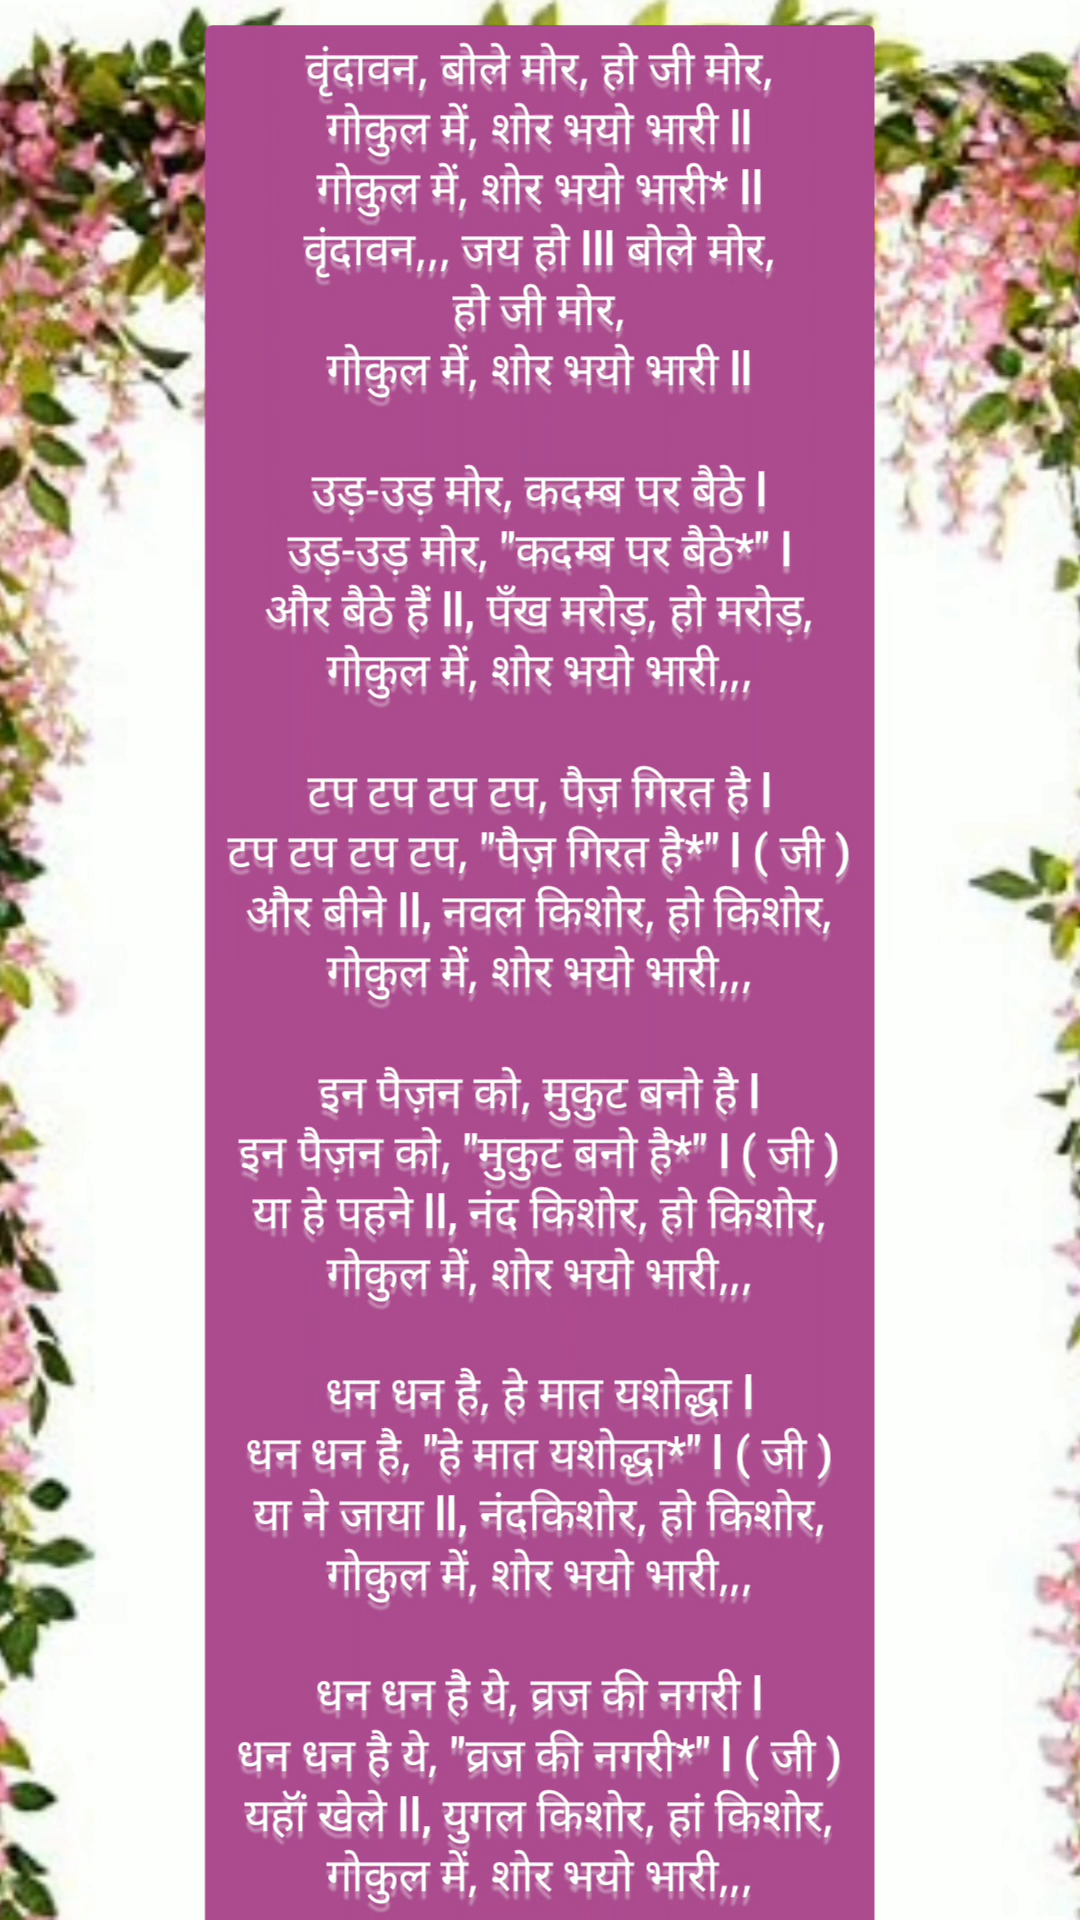 वृंदावन, बोले मोर, हो जी मोर,
गोकुल में, शोर भयो भारी ll
गोकुल में, शोर भयो भारी* ll
वृंदावन,,, जय हो lll बोले मोर,
हो जी मोर,
गोकुल में, शोर भयो भारी ll
उड़-उड़ मोर, कदम्ब पर बैठे l
उड़-उड़ मोर, "कदम्ब पर बैठे*" l
और बैठे हैं ll, पँख मरोड़, हो मरोड़,
गोकुल में, शोर भयो भारी,,,
टप टप टप टप, पैज़ गिरत है l
टप टप टप टप, "पैज़ गिरत है*" l ( जी )
और बीने ll, नवल किशोर, हो किशोर,
गोकुल में, शोर भयो भारी,,,
इन पैज़न को, मुकुट बनो है l
इन पैज़न को, "मुकुट बनो है*" l ( जी )
या हे पहने ll, नंद किशोर, हो किशोर,
गोकुल में, शोर भयो भारी,,,
धन धन है, हे मात यशोद्धा l
धन धन है, "हे मात यशोद्धा*" l ( जी )
या ने जाया ll, नंदकिशोर, हो किशोर,
गोकुल में, शोर भयो भारी,,,
धन धन है ये, व्रज की नगरी l
धन धन है ये, "व्रज की नगरी*" l ( जी )
यहॉं खेले ll, युगल किशोर, हां किशोर,
गोकुल में, शोर भयो भारी,,,